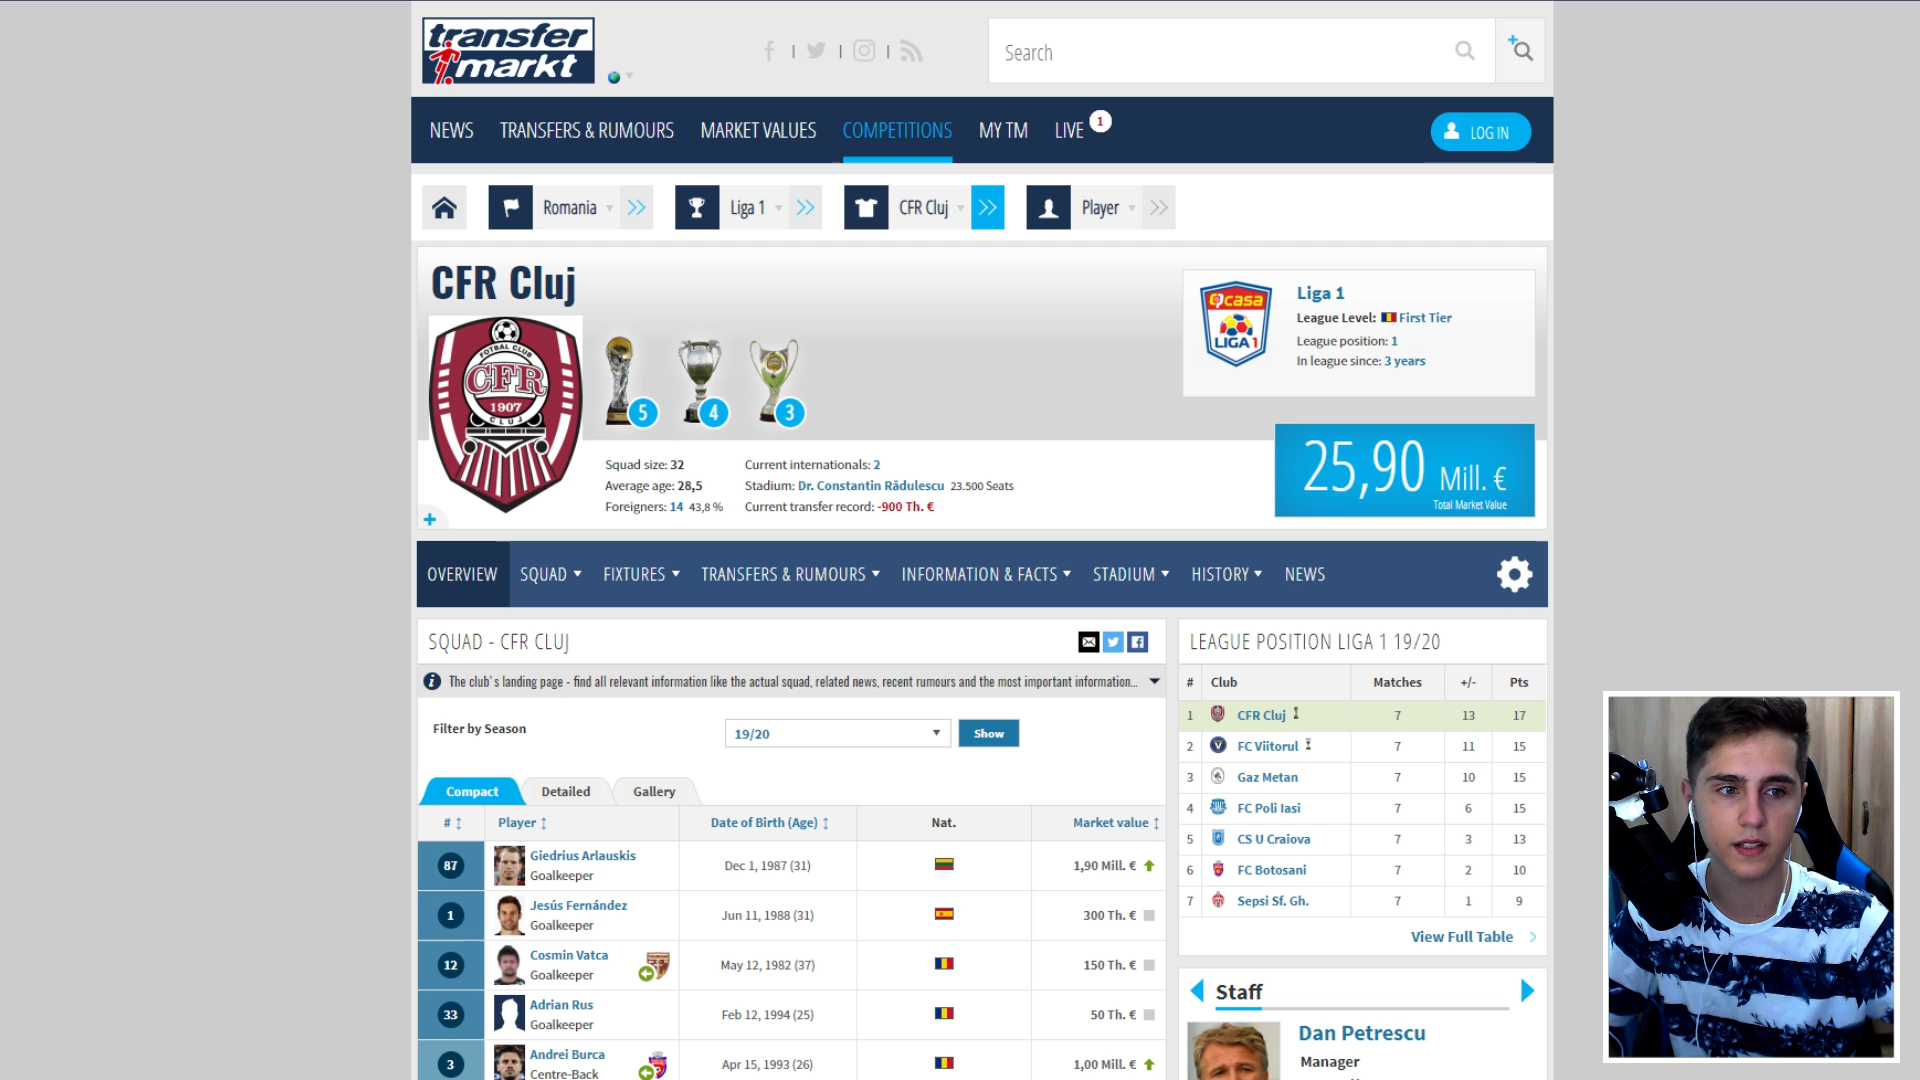 transfer
markt
Search
NEWS TRANSFERS & RUMOURS MARKET VALUES COMPETITIONS MY TM LIVE 1 LOG IN
Romania Liga 1 CFR Cluj Player
CFR Cluj
FOTBAL CLUB
CFR
1907
CLUJ
5 4 3
casa
LIGA 1
Liga 1
League Level: First Tier
League position: 1
In league since: 3 years
Squad size: 32
Average age: 28,5
Foreigners: 14 43,8 %
Current internationals: 2
Stadium: Dr. Constantin Rădulescu 23.500 Seats
Current transfer record: -900 Th. €
25,90 Mill. €
Total Market Value
OVERVIEW SQUAD FIXTURES TRANSFERS & RUMOURS INFORMATION & FACTS STADIUM HISTORY NEWS
SQUAD - CFR CLUJ
The club's landing page - find all relevant information like the actual squad, related news, recent rumours and the most important information...
Filter by Season 19/20 Show
Compact Detailed Gallery
# Player Date of Birth (Age) Nat. Market value
87 Giedrius Arlauskis Dec 1, 1987 (31) 1,90 Mill. €
Goalkeeper
1 Jesús Fernández Jun 11, 1988 (31) 300 Th. €
Goalkeeper
12 Cosmin Vatca May 12, 1982 (37) 150 Th. €
Goalkeeper
33 Adrian Rus Feb 12, 1994 (25) 50 Th. €
Goalkeeper
3 Andrei Burca Apr 15, 1993 (26) 1,00 Mill. €
Centre-Back
LEAGUE POSITION LIGA 1 19/20
# Club Matches +/- Pts
1 CFR Cluj 7 13 17
2 FC Viitorul 7 11 15
3 Gaz Metan 7 10 15
4 FC Poli Iasi 7 6 15
5 CS U Craiova 7 3 13
6 FC Botosani 7 2 10
7 Sepsi Sf. Gh. 7 1 9
View Full Table
Staff
Dan Petrescu
Manager